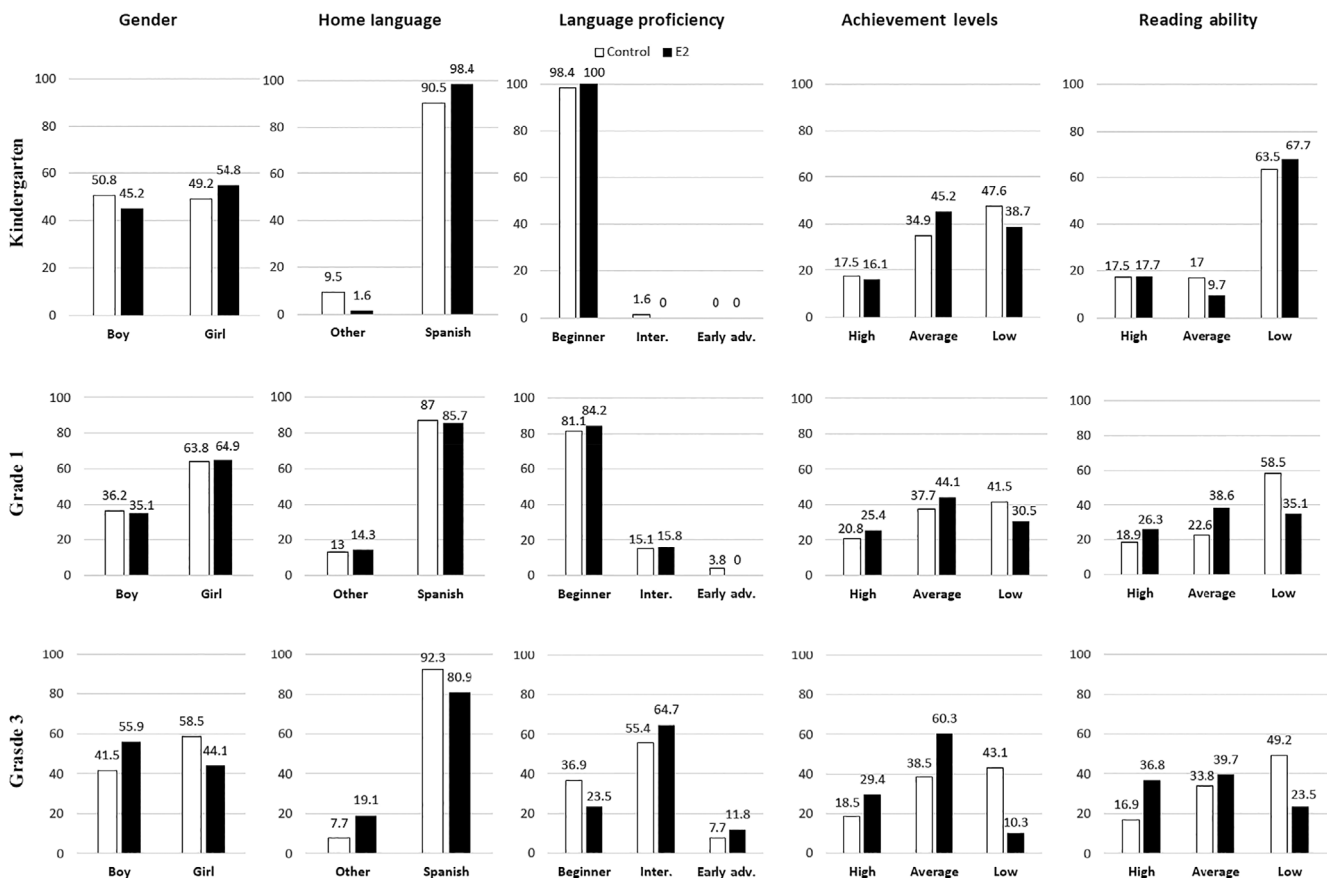 Gender Home language Language proficiency Achievement levels Reading ability
Control E2
Kindergarten
100 80 60 40 20 0
50.8 45.2 49.2 54.8
Boy Girl
100 80 60 40 20 0
9.5 1.6 90.5 98.4
Other Spanish
100 80 60 40 20 0
98.4 100 1.6 0 0 0
Beginner Inter. Early adv.
100 80 60 40 20 0
17.5 16.1 34.9 45.2 47.6 38.7
High Average Low
100 80 60 40 20 0
17.5 17.7 17 9.7 63.5 67.7
High Average Low
Grade 1
100 80 60 40 20 0
36.2 35.1 63.8 64.9
Boy Girl
100 80 60 40 20 0
13 14.3 87 85.7
Other Spanish
100 80 60 40 20 0
81.1 84.2 15.1 15.8 3.8 0
Beginner Inter. Early adv.
100 80 60 40 20 0
20.8 25.4 37.7 44.1 41.5 30.5
High Average Low
100 80 60 40 20 0
18.9 26.3 22.6 38.6 58.5 35.1
High Average Low
Grasde 3
100 80 60 40 20 0
41.5 55.9 58.5 44.1
Boy Girl
100 80 60 40 20 0
7.7 19.1 92.3 80.9
Other Spanish
100 80 60 40 20 0
36.9 23.5 55.4 64.7 7.7 11.8
Beginner Inter. Early adv.
100 80 60 40 20 0
18.5 29.4 38.5 60.3 43.1 10.3
High Average Low
100 80 60 40 20 0
16.9 36.8 33.8 39.7 49.2 23.5
High Average Low